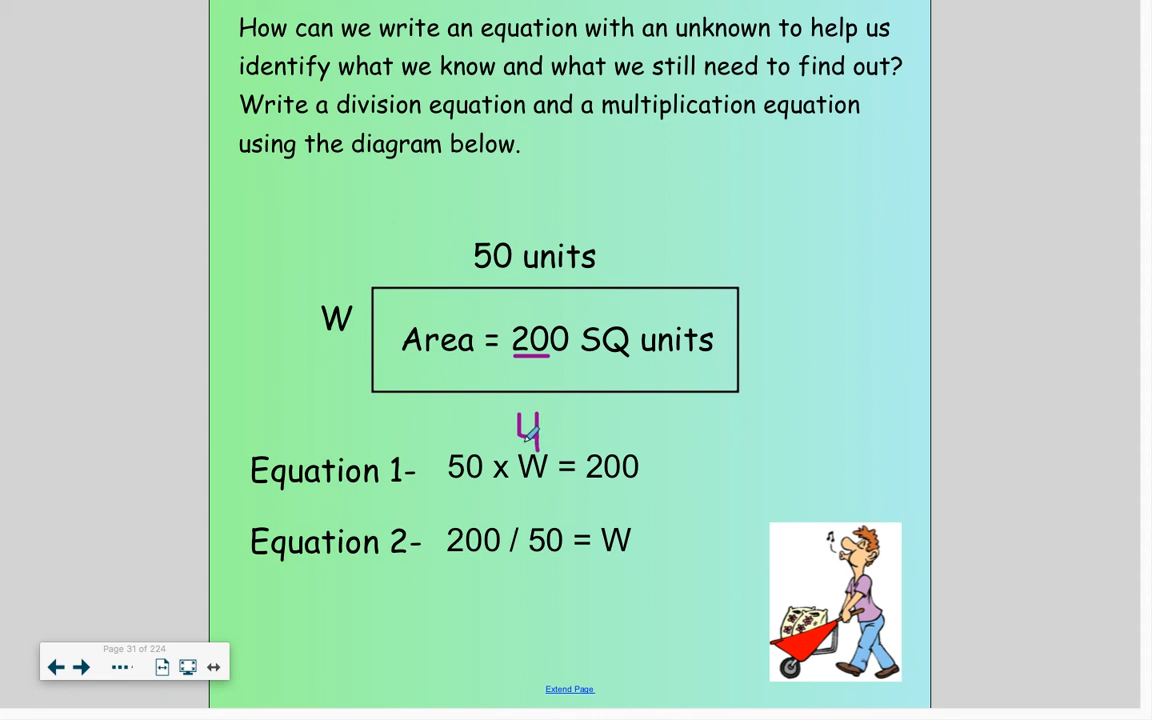 How can we write an equation with an unknown to help us
identify what we know and what we still need to find out?
Write a division equation and a multiplication equation
using the diagram below.
50 units
W
Area = 200 SQ units
4
Equation 1- 50 x W = 200
Equation 2- 200 / 50 = W
Page 31 of 224
Extend Page